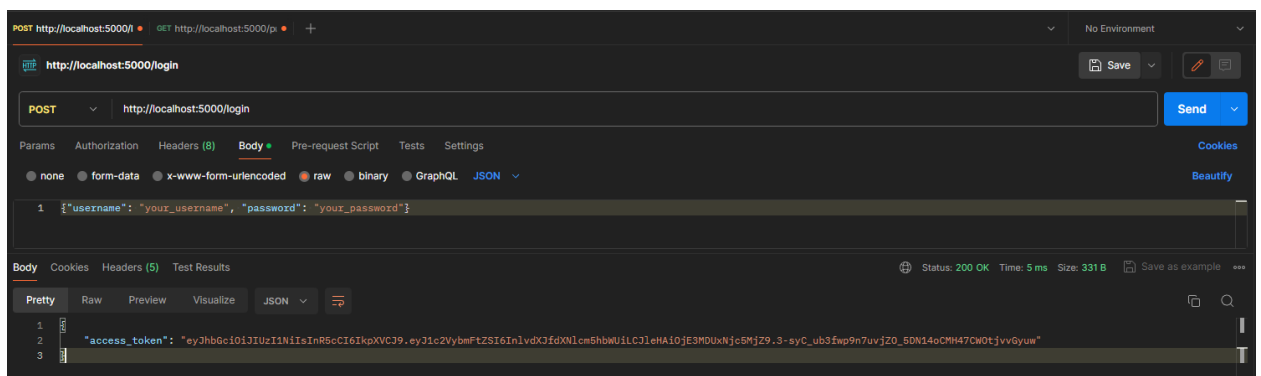 POST http://localhost:5000/l GET http://localhost:5000/pr No Environment
HTTP http://localhost:5000/login Save
POST http://localhost:5000/login Send
Params Authorization Headers (8) Body Pre-request Script Tests Settings Cookies
none form-data x-www-form-urlencoded raw binary GraphQL JSON Beautify
1 {"username": "your_username", "password": "your_password"}
Body Cookies Headers (5) Test Results Status: 200 OK Time: 5 ms Size: 331 B Save as example
Pretty Raw Preview Visualize JSON
1 {
2 "access_token": "eyJhbGciOiJIUzI1NiIsInR5cCI6IkpXVCJ9.eyJ1c2VybmFtZSI6InlvdXJfdXNlcm5hbWUiLCJleHAiOjE3MDUxNjc5MjZ9.3-syC_ub3fwp9n7uvjZO_5DN14oCMH47CWOtjvvGyuw"
3 }